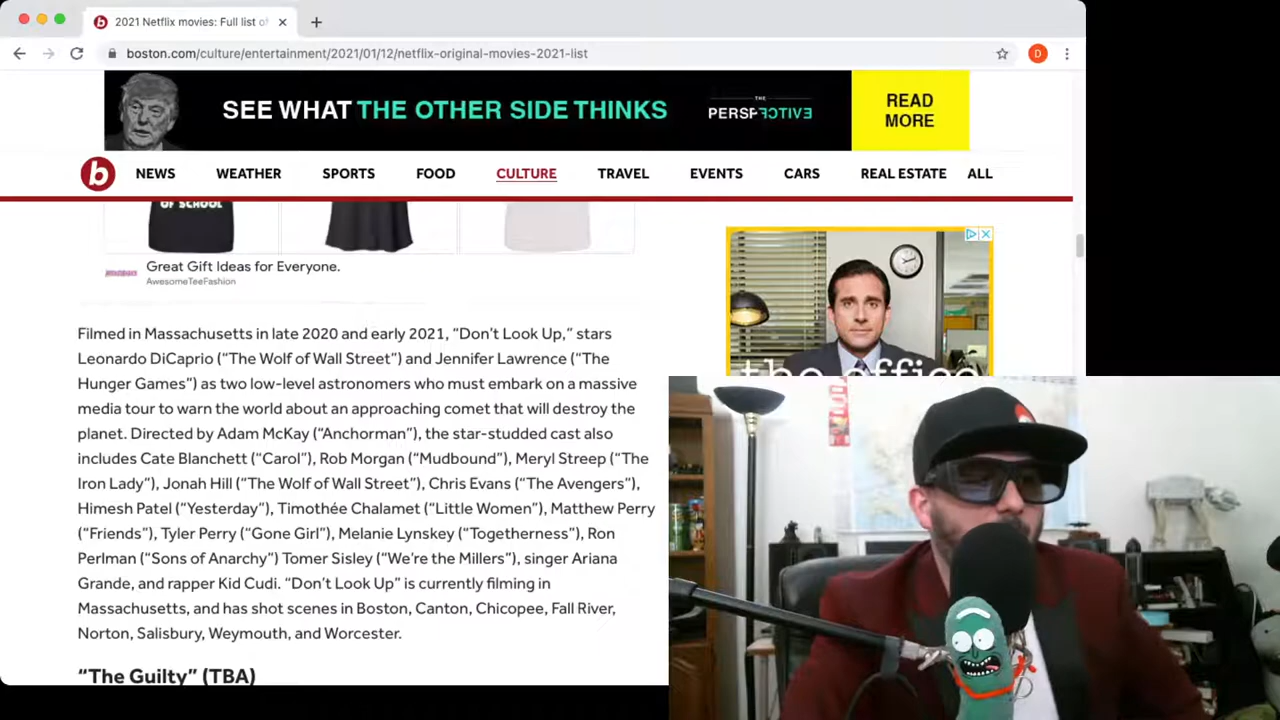 2021 Netflix movies: Full list of
boston.com/culture/entertainment/2021/01/12/netflix-original-movies-2021-list
D
SEE WHAT THE OTHER SIDE THINKS
THE
PERSPECTIVE
READ
MORE
b NEWS WEATHER SPORTS FOOD CULTURE TRAVEL EVENTS CARS REAL ESTATE ALL
OF SCHOOL
Great Gift Ideas for Everyone.
AwesomeTeeFashion
the office
Filmed in Massachusetts in late 2020 and early 2021, “Don’t Look Up,” stars
Leonardo DiCaprio (“The Wolf of Wall Street”) and Jennifer Lawrence (“The
Hunger Games”) as two low-level astronomers who must embark on a massive
media tour to warn the world about an approaching comet that will destroy the
planet. Directed by Adam McKay (“Anchorman”), the star-studded cast also
includes Cate Blanchett (“Carol”), Rob Morgan (“Mudbound”), Meryl Streep (“The
Iron Lady”), Jonah Hill (“The Wolf of Wall Street”), Chris Evans (“The Avengers”),
Himesh Patel (“Yesterday”), Timothée Chalamet (“Little Women”), Matthew Perry
(“Friends”), Tyler Perry (“Gone Girl”), Melanie Lynskey (“Togetherness”), Ron
Perlman (“Sons of Anarchy”) Tomer Sisley (“We’re the Millers”), singer Ariana
Grande, and rapper Kid Cudi. “Don’t Look Up” is currently filming in
Massachusetts, and has shot scenes in Boston, Canton, Chicopee, Fall River,
Norton, Salisbury, Weymouth, and Worcester.
“The Guilty” (TBA)